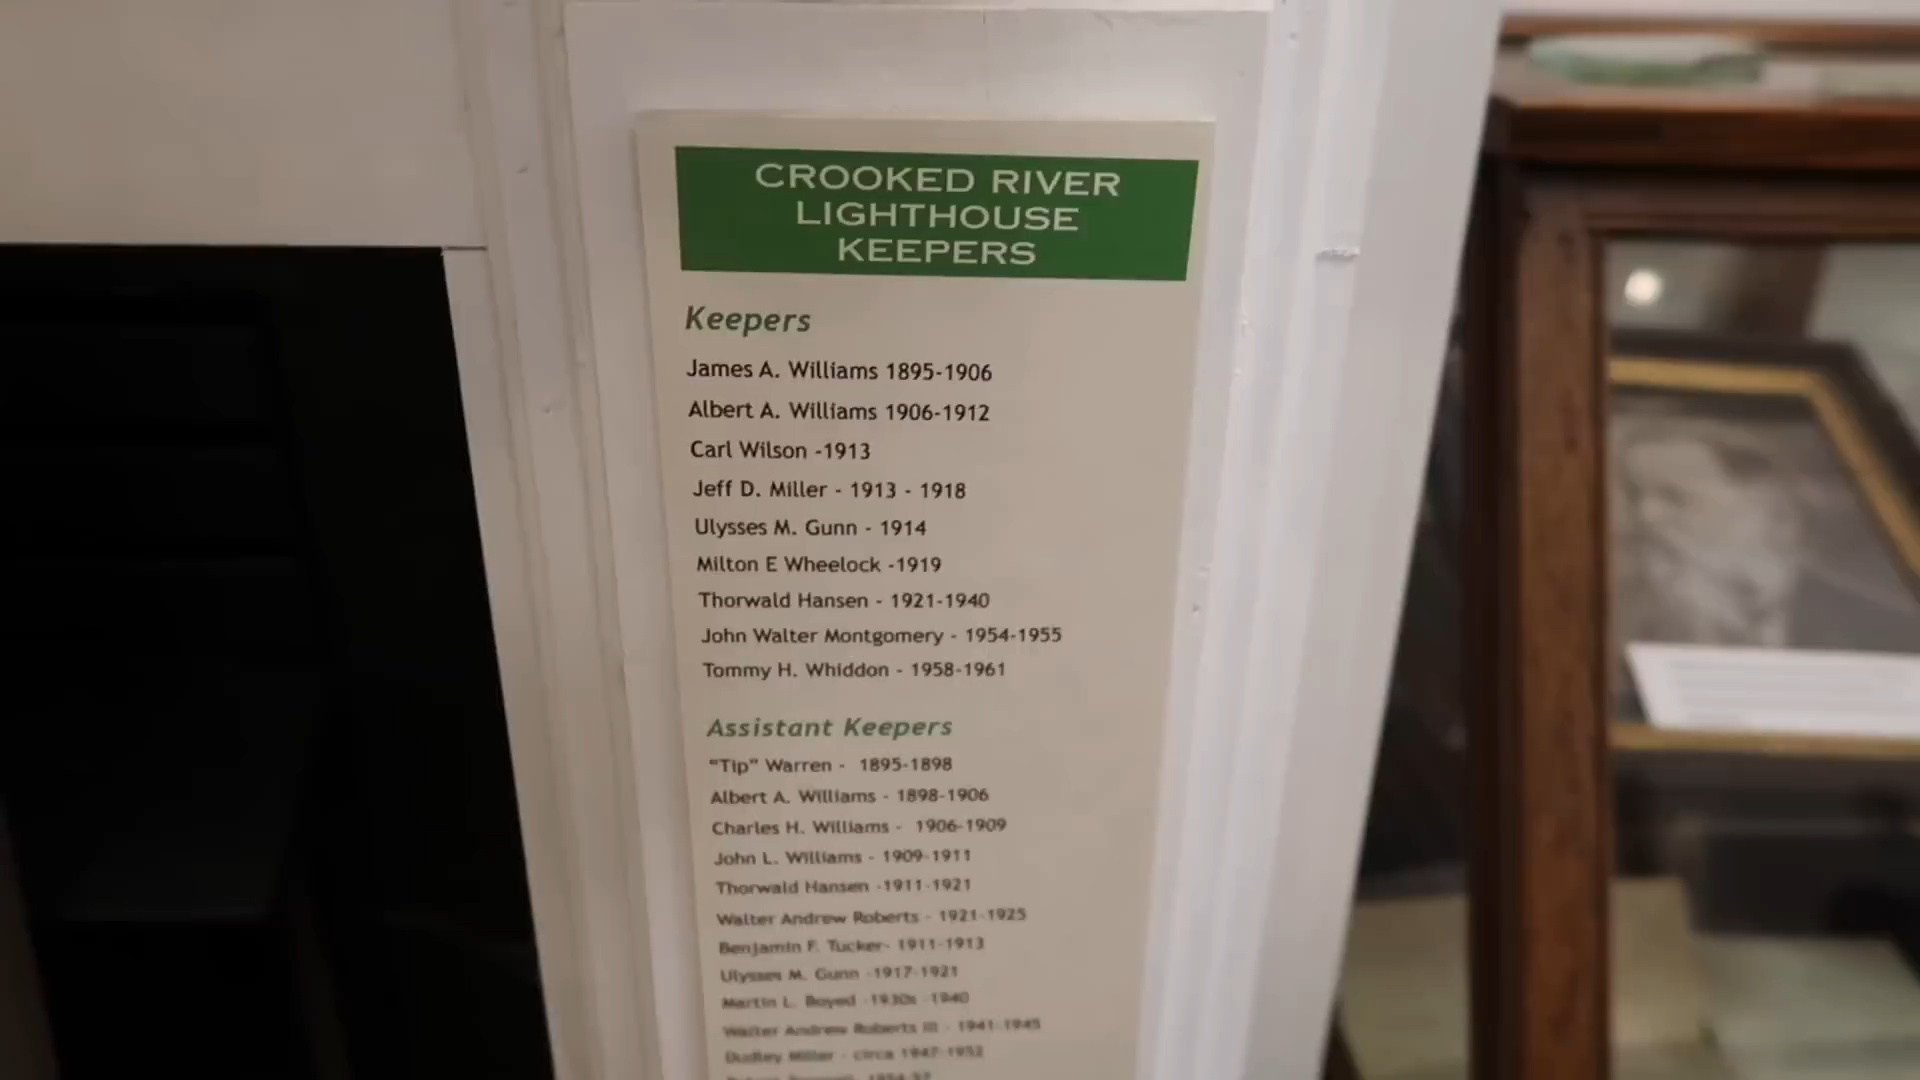 CROOKED RIVER
LIGHTHOUSE
KEEPERS
Keepers
James A. Williams 1895-1906
Albert A. Williams 1906-1912
Carl Wilson -1913
Jeff D. Miller - 1913 - 1918
Ulysses M. Gunn - 1914
Milton E Wheelock -1919
Thorwald Hansen - 1921-1940
John Walter Montgomery - 1954-1955
Tommy H. Whiddon - 1958-1961
Assistant Keepers
"Tip" Warren - 1895-1898
Albert A. Williams - 1898-1906
Charles H. Williams - 1906-1909
John L. Williams - 1909-1911
Thorwald Hansen -1911-1921
Walter Andrew Roberts - 1921-1925
Benjamin F. Tucker- 1911-1913
Ulysses M. Gunn -1917-1921
Martin L. Boyed -1930s -1940
Walter Andrew Roberts III - 1941-1945
Dudley Miller - circa 1947-1952